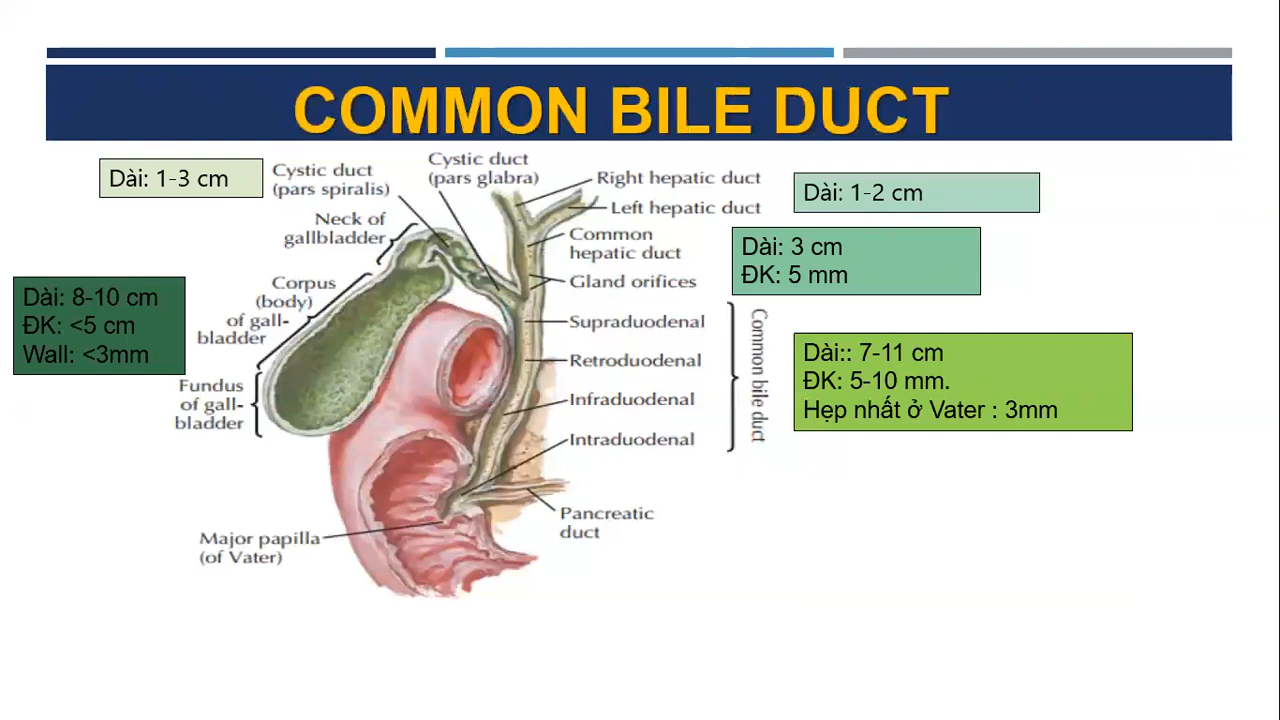 COMMON BILE DUCT
Dài: 1-3 cm
Cystic duct
(pars spiralis)
Cystic duct
(pars glabra)
Right hepatic duct
Left hepatic duct
Dài: 1-2 cm
Neck of
gallbladder
Common
hepatic duct
Dài: 3 cm
ĐK: 5 mm
Gland orifices
Dài: 8-10 cm
ĐK: <5 cm
Wall: <3mm
Corpus
(body)
of gall-
bladder
Supraduodenal
Retroduodenal
Infraduodenal
Intraduodenal
Common bile duct
Dài:: 7-11 cm
ĐK: 5-10 mm.
Hẹp nhất ở Vater : 3mm
Fundus
of gall-
bladder
Pancreatic
duct
Major papilla
(of Vater)